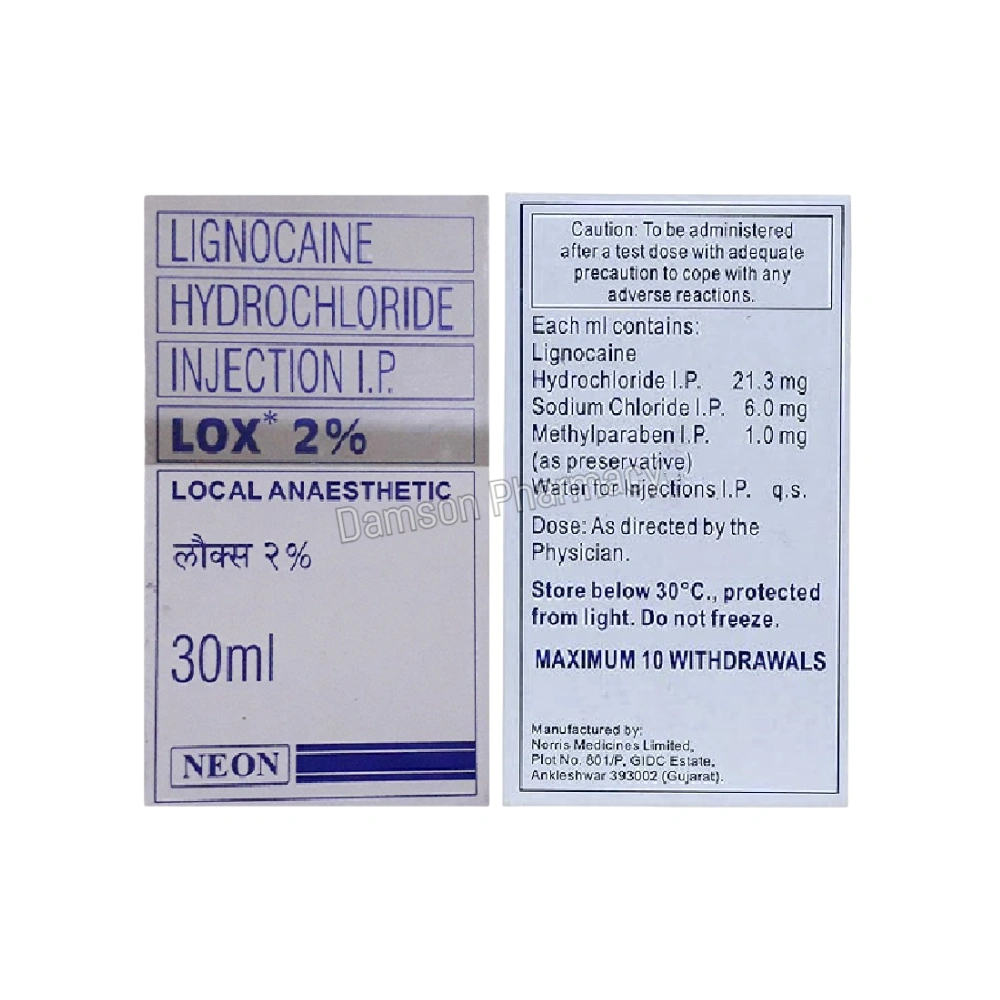 LIGNOCAINE
HYDROCHLORIDE
INJECTION I.P.
LOX* 2%
LOCAL ANAESTHETIC
लौक्स २%
30ml
NEON
Caution: To be administered
after a test dose with adequate
precaution to cope with any
adverse reactions.
Each ml contains:
Lignocaine
Hydrochloride I.P. 21.3 mg
Sodium Chloride I.P. 6.0 mg
Methylparaben I.P. 1.0 mg
(as preservative)
Water for Injections I.P. q.s.
Dose: As directed by the
Physician.
Store below 30°C., protected
from light. Do not freeze.
MAXIMUM 10 WITHDRAWALS
Manufactured by:
Norris Medicines Limited,
Plot No. 801/P, GIDC Estate,
Ankleshwar 393002 (Gujarat).
Damson Pharmacy